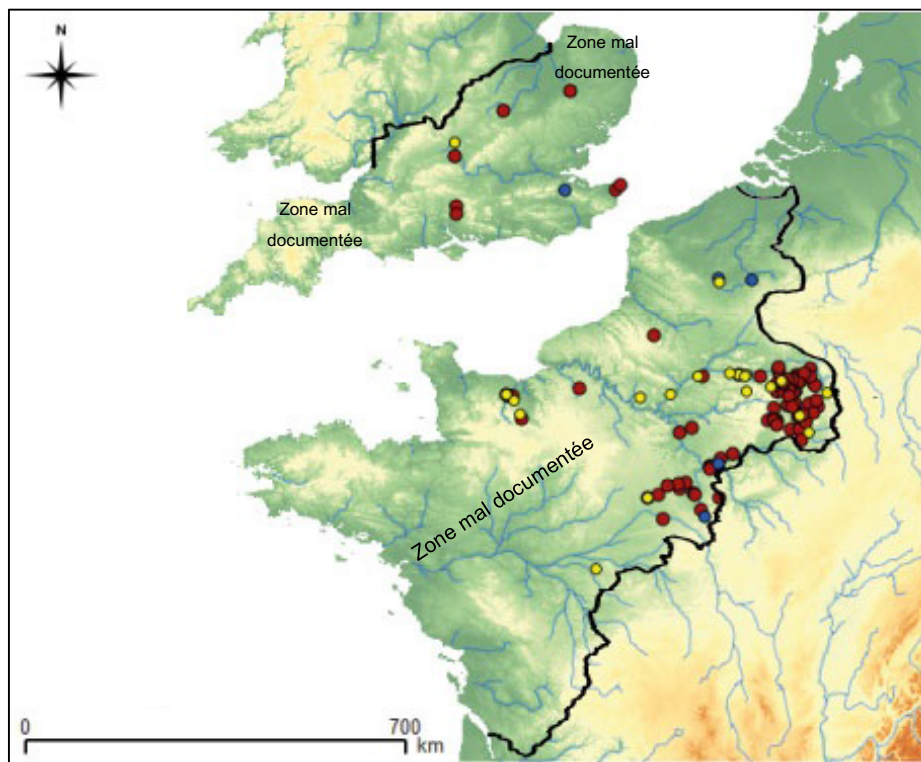 N
Zone mal
documentée
Zone mal
documentée
Zone mal documentée
0
700
km